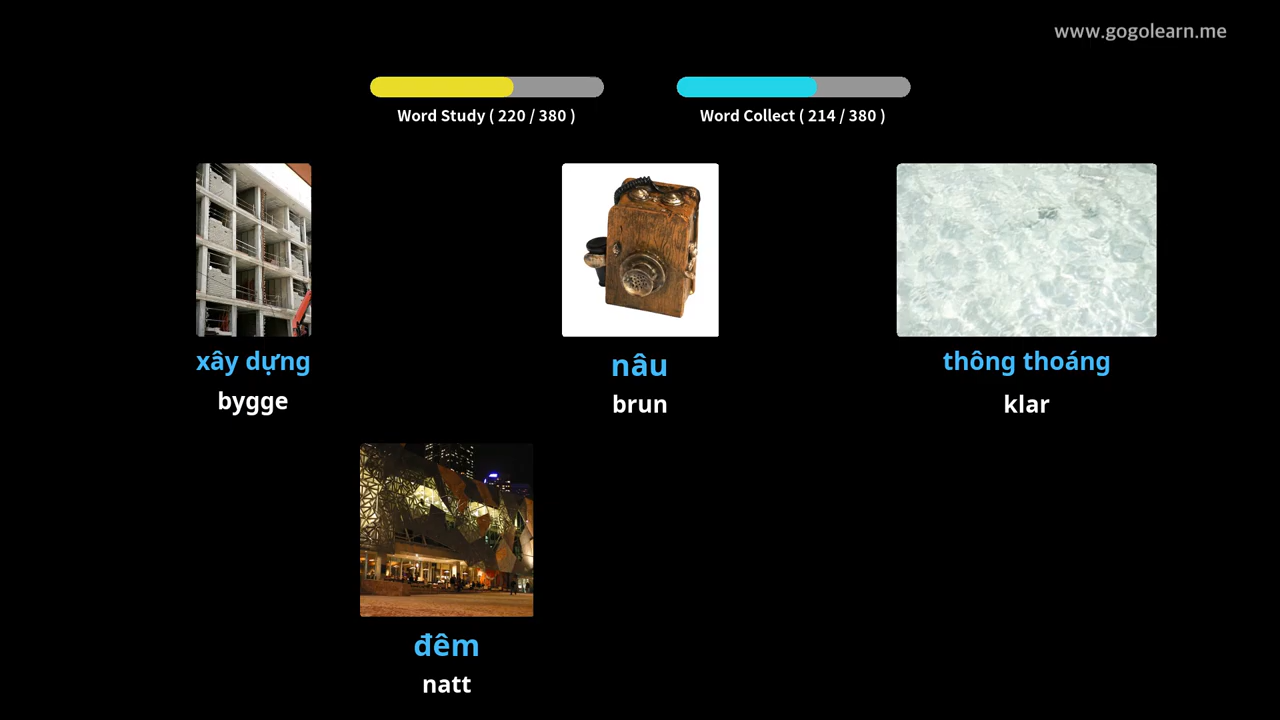 www.gogolearn.me
Word Study ( 220 / 380 )
Word Collect ( 214 / 380 )
xây dựng
bygge
nâu
brun
thông thoáng
klar
đêm
natt